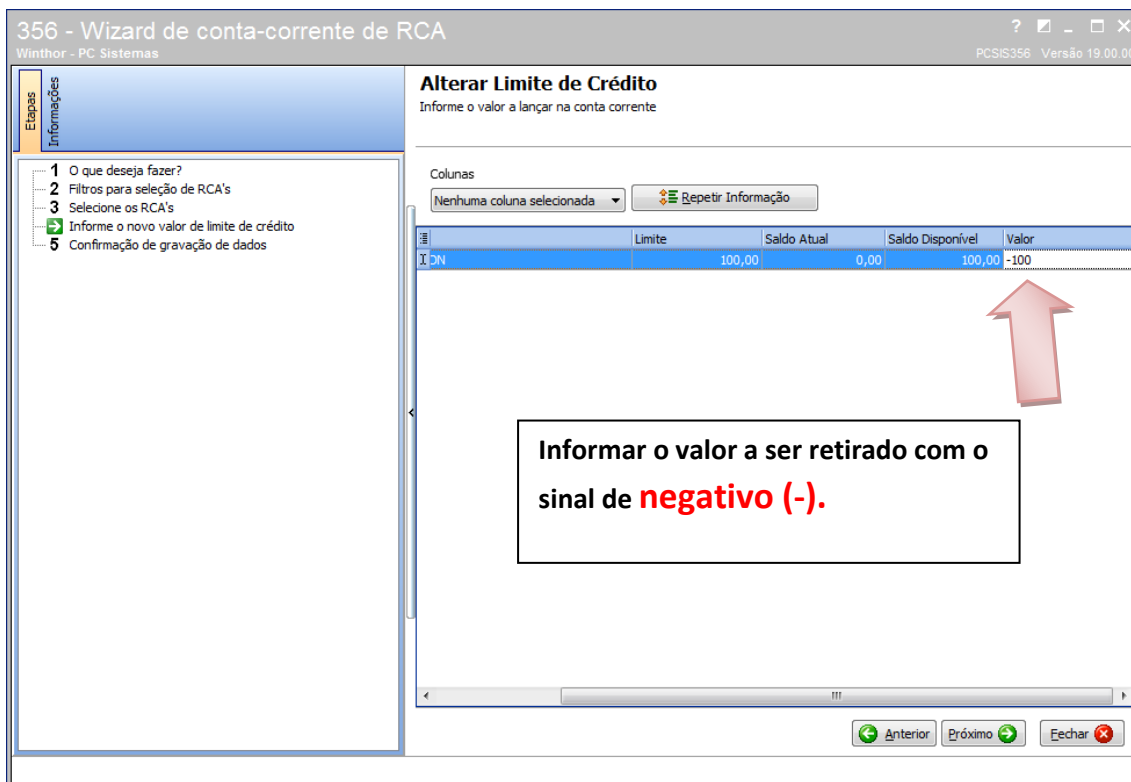 356 - Wizard de conta-corrente de RCA
Winthor - PC Sistemas
PCSIS356 Versão 19.00.00
Etapas
Informações
1 O que deseja fazer?
2 Filtros para seleção de RCA's
3 Selecione os RCA's
Informe o novo valor de limite de crédito
5 Confirmação de gravação de dados
Alterar Limite de Crédito
Informe o valor a lançar na conta corrente
Colunas
Nenhuma coluna selecionada
Repetir Informação
Limite Saldo Atual Saldo Disponível Valor
ON 100,00 0,00 100,00 -100
Informar o valor a ser retirado com o
sinal de negativo (-).
Anterior Próximo Fechar